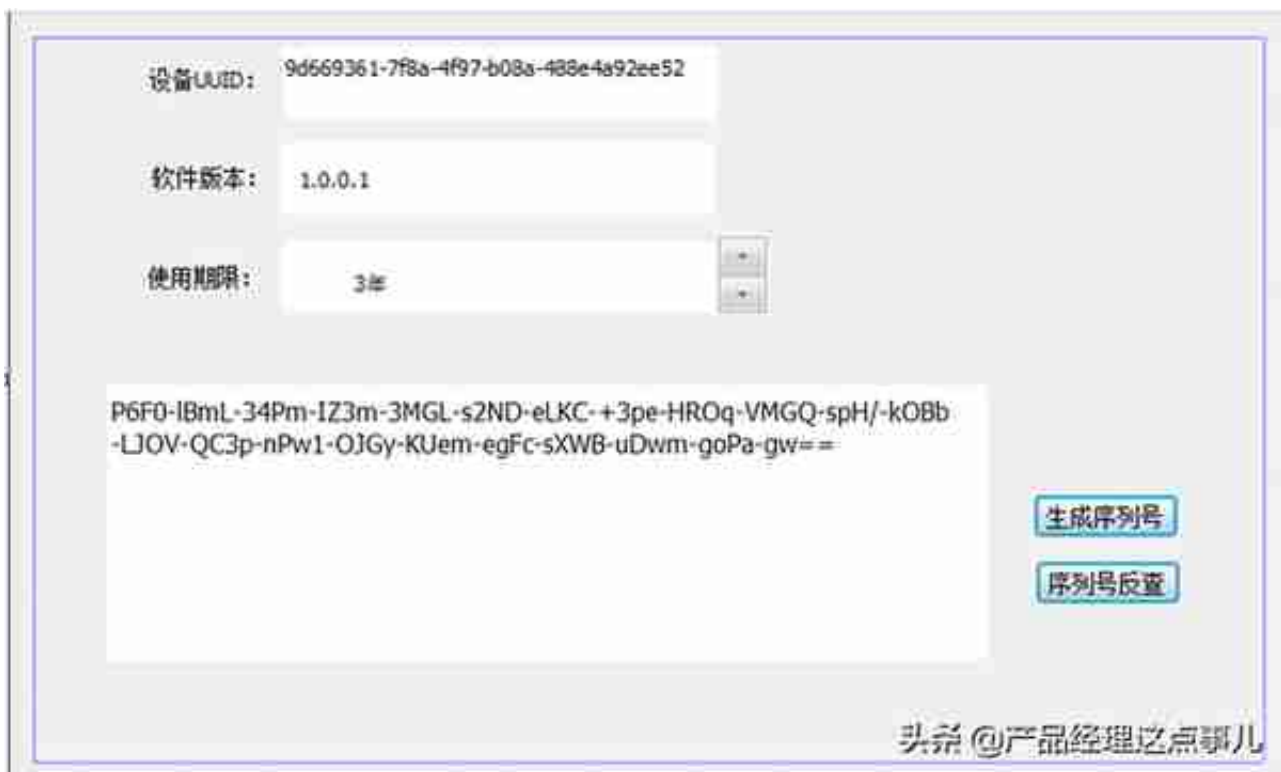 设备UUID：
9d669361-7f8a-4f97-b08a-488e4a92ee52
软件版本：
1.0.0.1
使用期限：
3年
P6F0-lBmL-34Pm-IZ3m-3MGL-s2ND-eLKC-+3pe-HROq-VMGQ-spH/-kOBb
-LJOV-QC3p-nPw1-OJGy-KUem-egFc-sXWB-uDwm-goPa-gw==
生成序列号
序列号反查
头条 @产品经理这点事儿